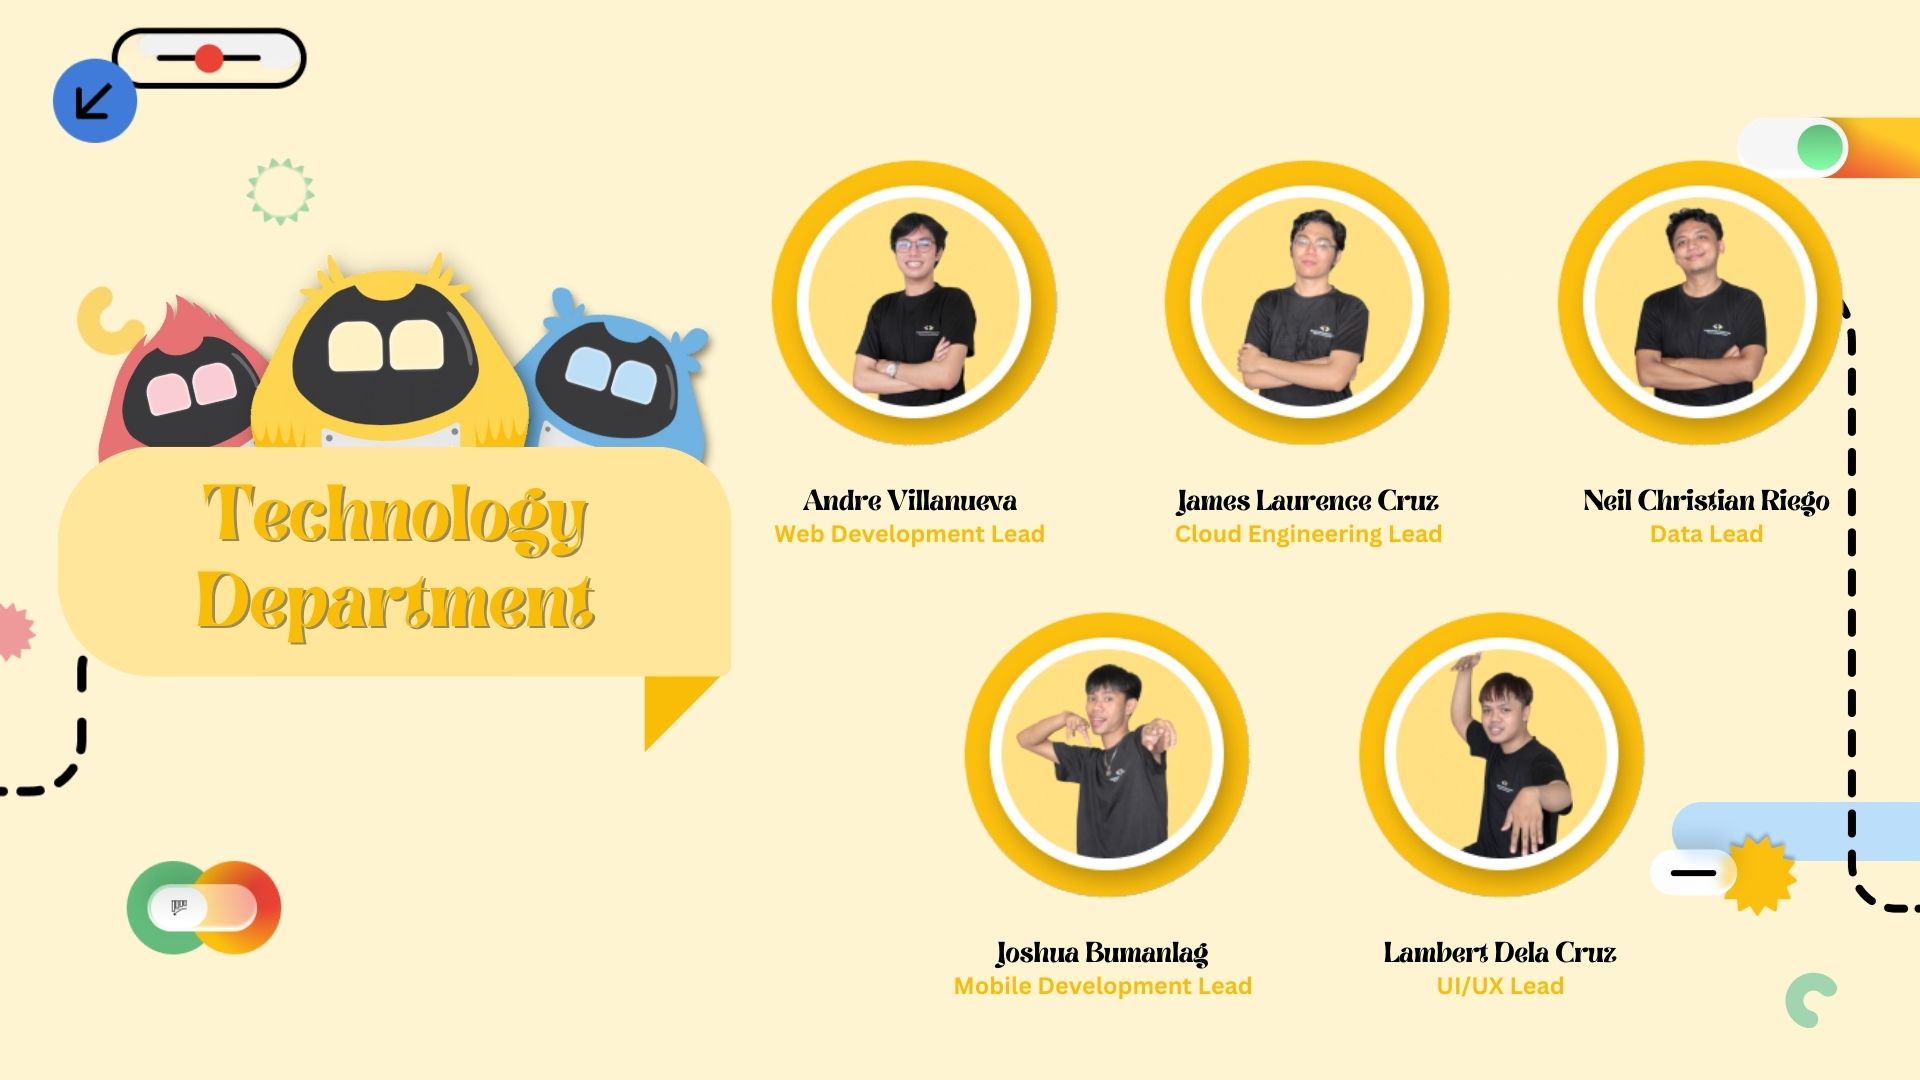 Technology
Department
Andre Villanueva
Web Development Lead
James Laurence Cruz
Cloud Engineering Lead
Neil Christian Riego
Data Lead
Joshua Bumanlag
Mobile Development Lead
Lambert Dela Cruz
UI/UX Lead